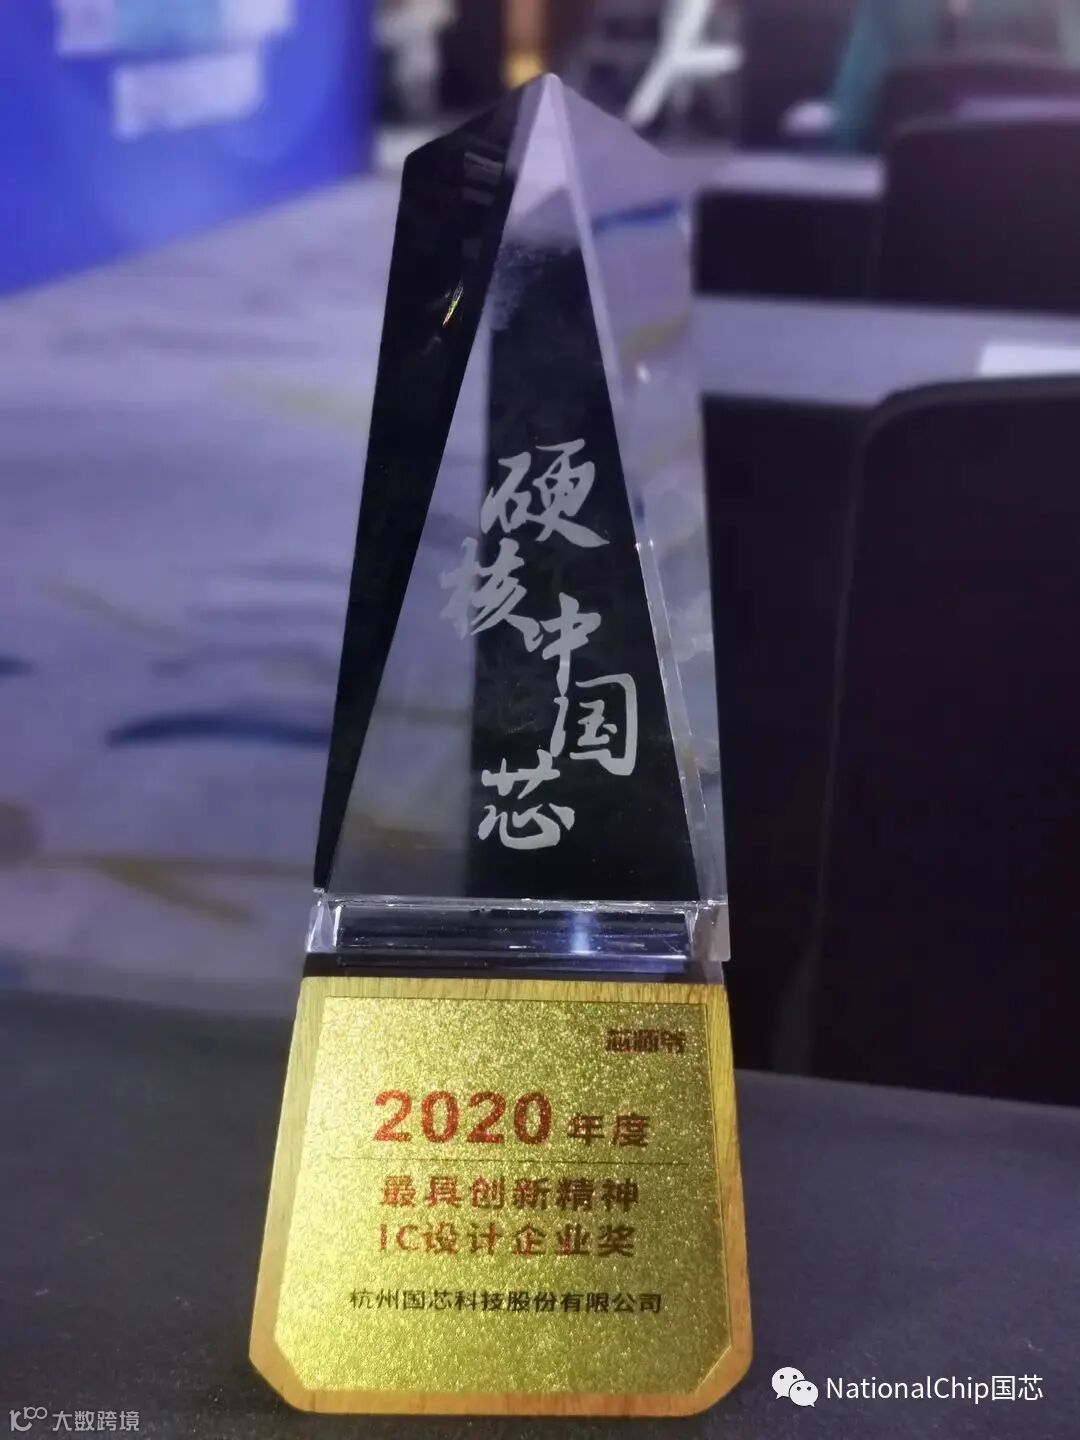 硬核中国芯
芯师爷
2020年度
最具创新精神
IC设计企业奖
杭州国芯科技股份有限公司
NationalChip国芯
大数跨境